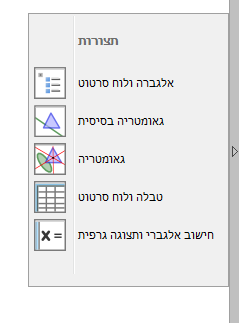 תצורות
אלגברה ולוח סרטוט
גאומטריה בסיסית
גאומטריה
טבלה ולוח סרטוט
חישוב אלגברי ותצוגה גרפית
X =